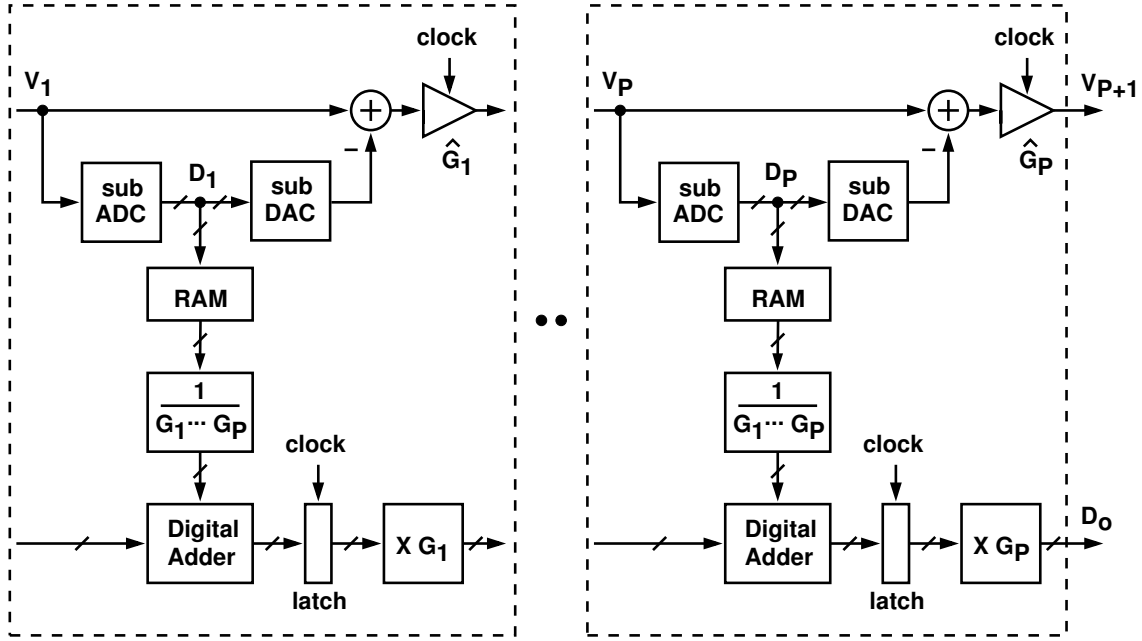 clock
V1
+
−
Ĝ1
sub
ADC
D1
sub
DAC
RAM
1
G1··· GP
clock
Digital
Adder
X G1
latch
clock
VP
VP+1
+
−
ĜP
sub
ADC
DP
sub
DAC
RAM
1
G1··· GP
clock
Digital
Adder
X GP
Do
latch